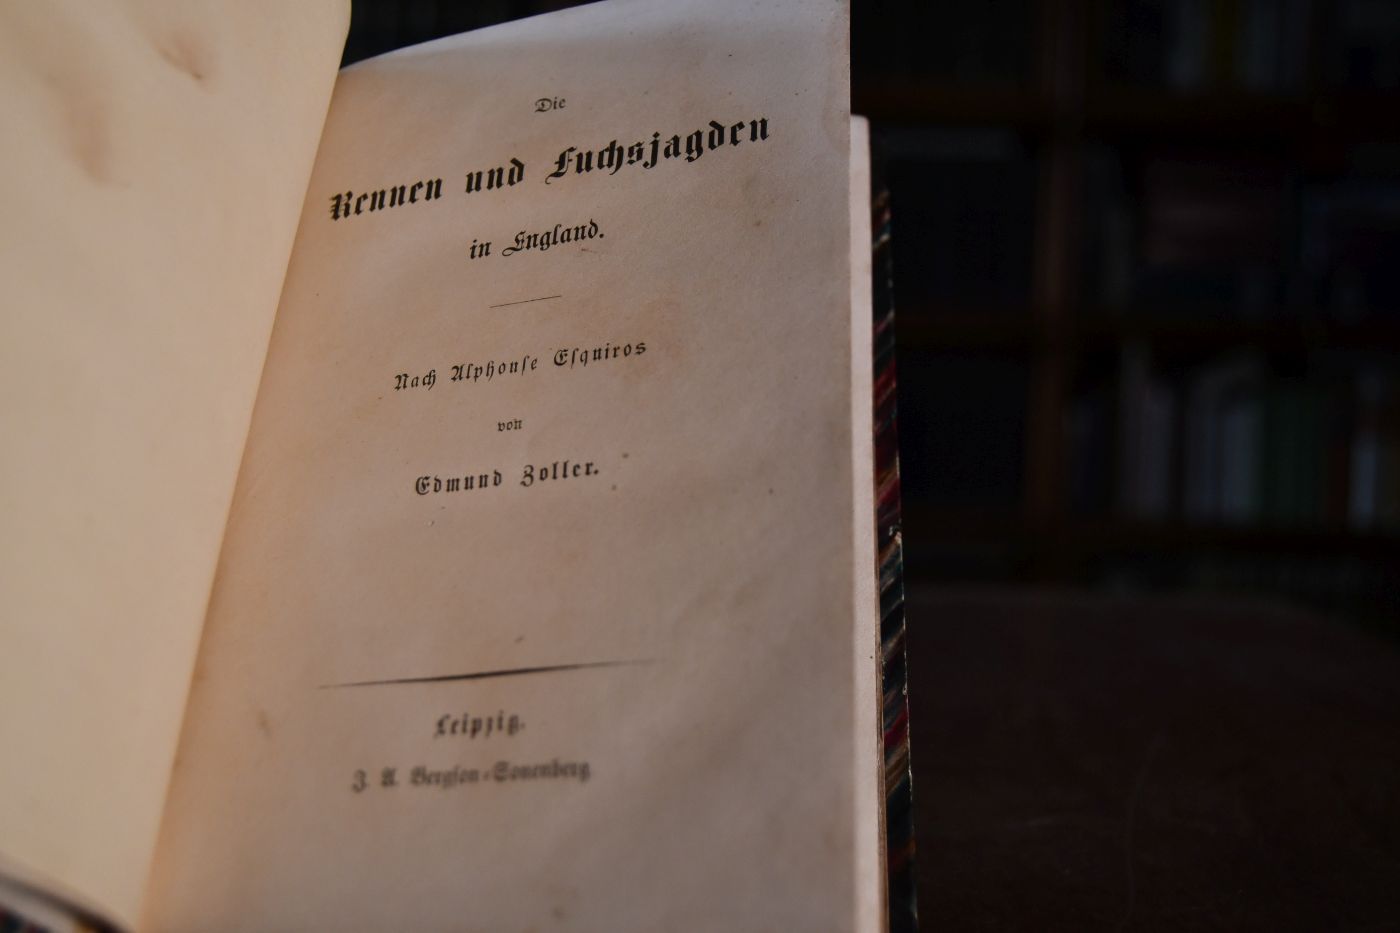 Die
Rennen und Fuchsjagden
in England.
Nach Alphonſe Eſquiros
von
Edmund Zoller.
Leipzig.
J. A. Bergſon-Sonenberg.